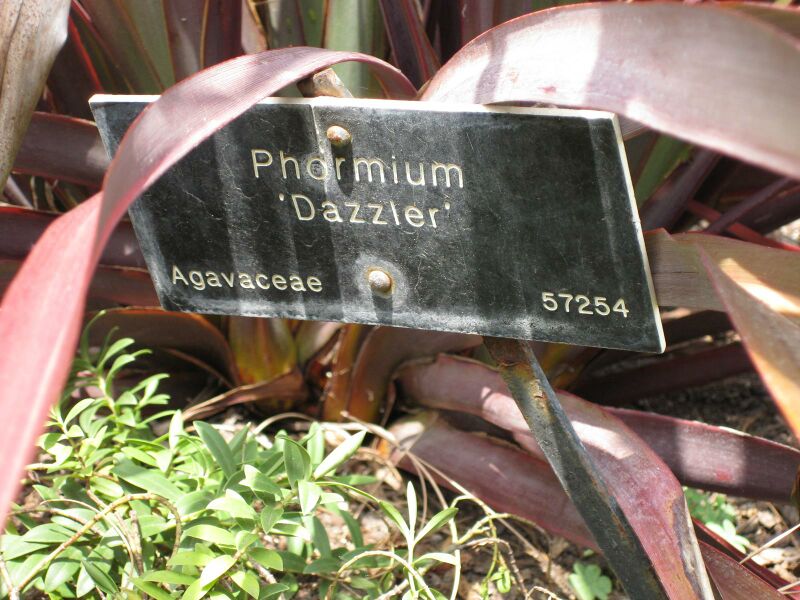 Phormium
'Dazzler'
Agavaceae
57254